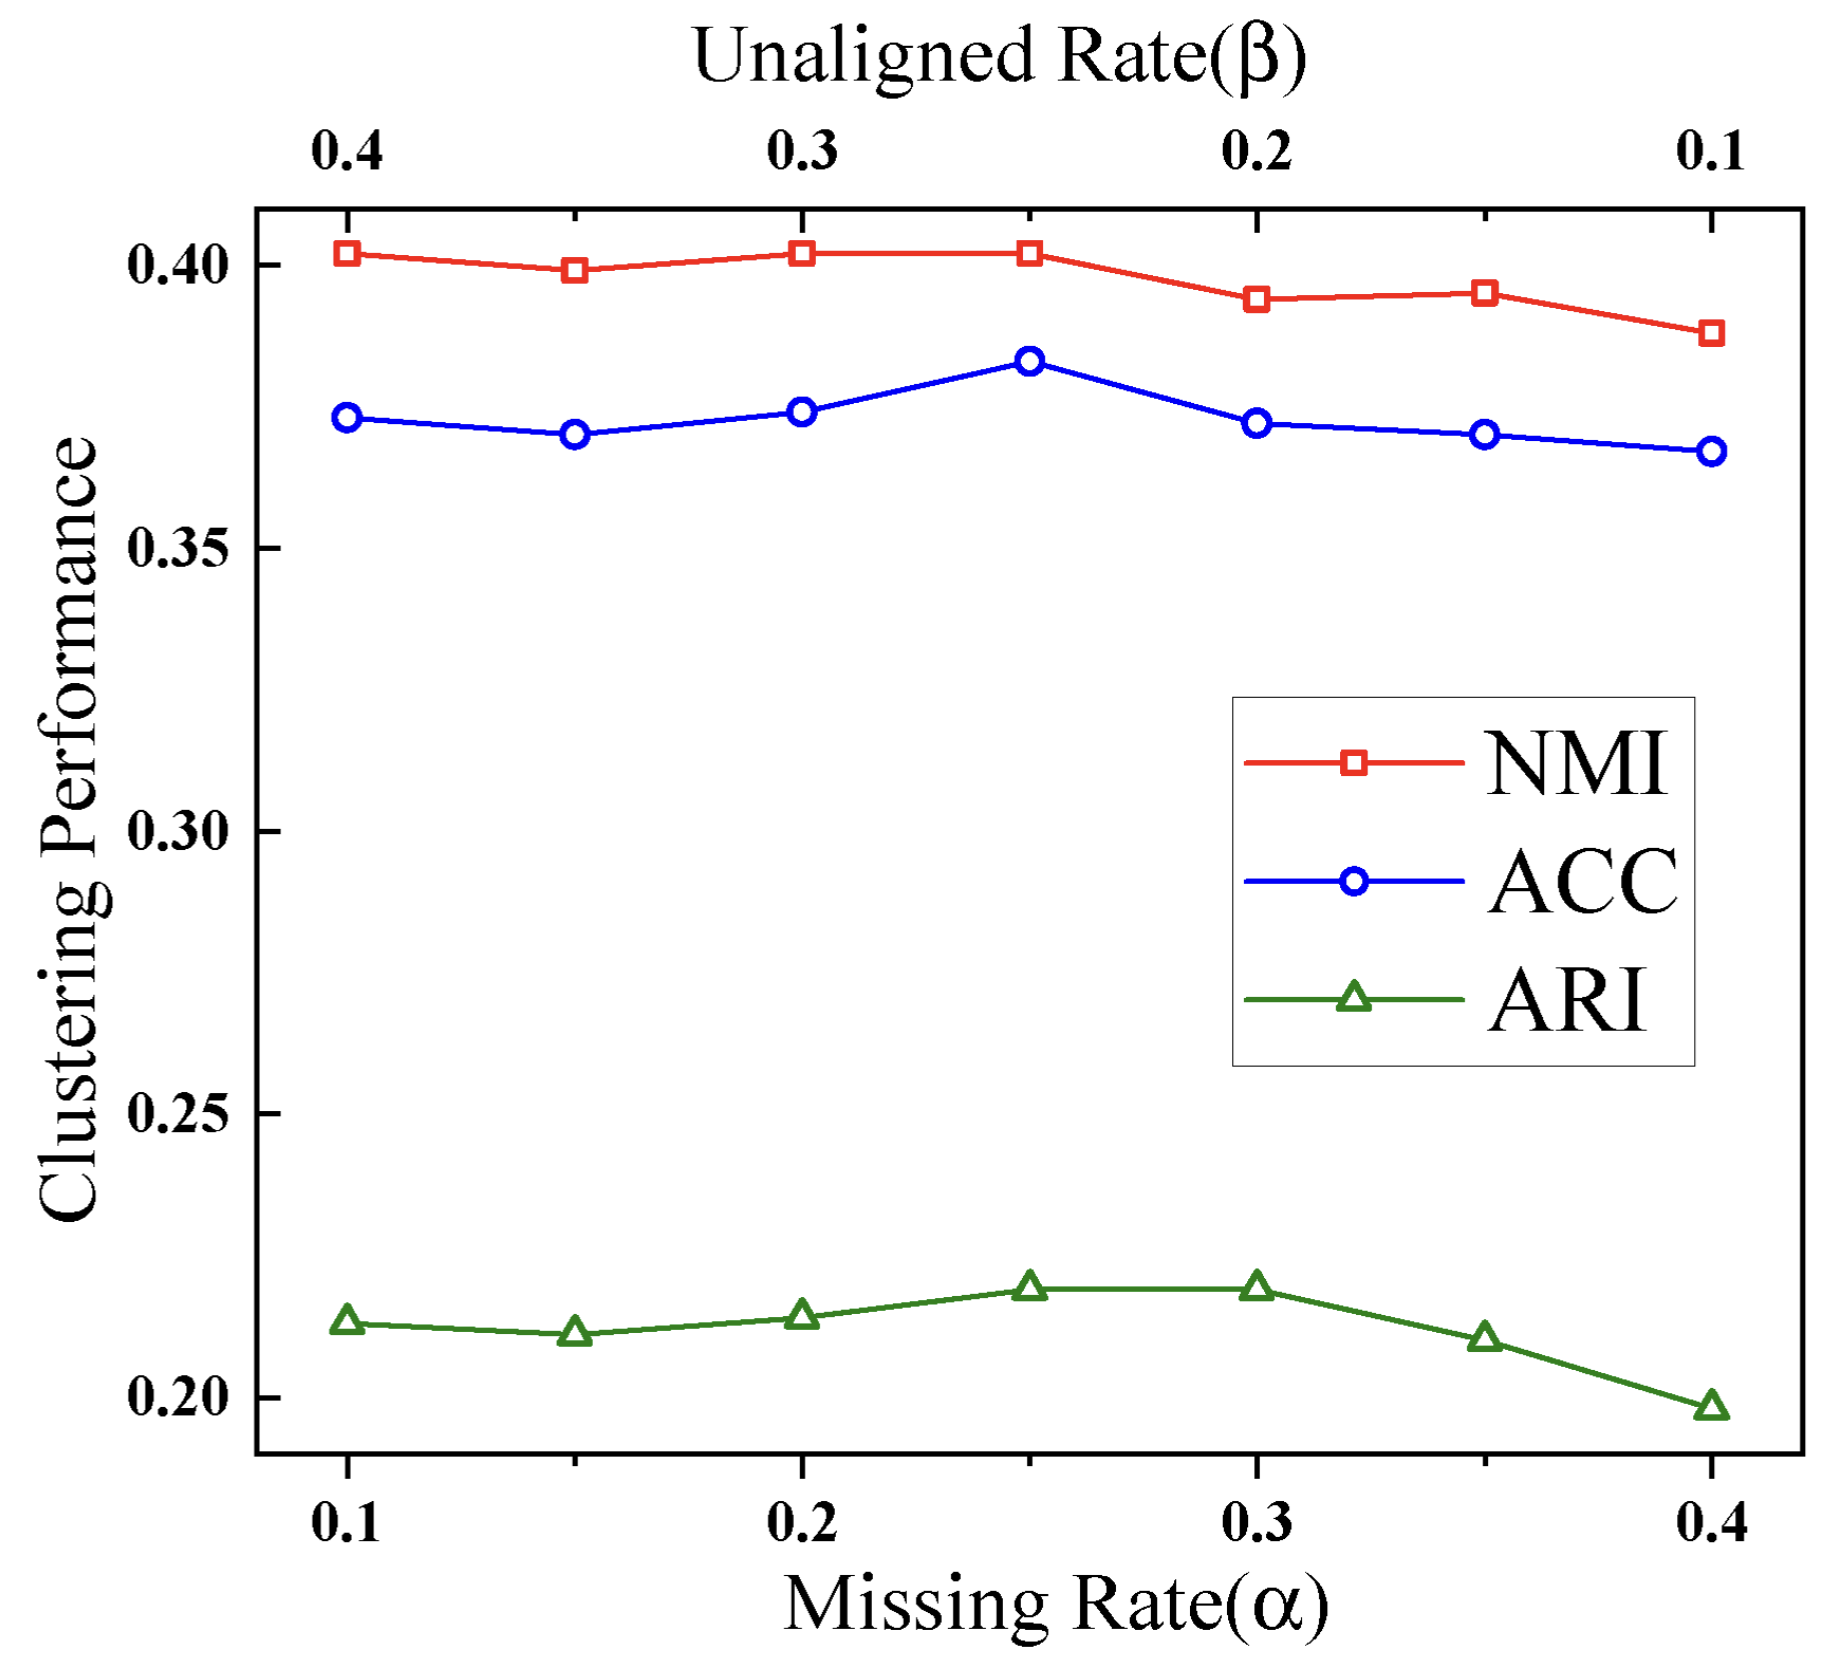 Unaligned Rate(β)
0.4 0.3 0.2 0.1
0.40
0.35
0.30
0.25
0.20
Clustering Performance
NMI
ACC
ARI
0.1 0.2 0.3 0.4
Missing Rate(α)